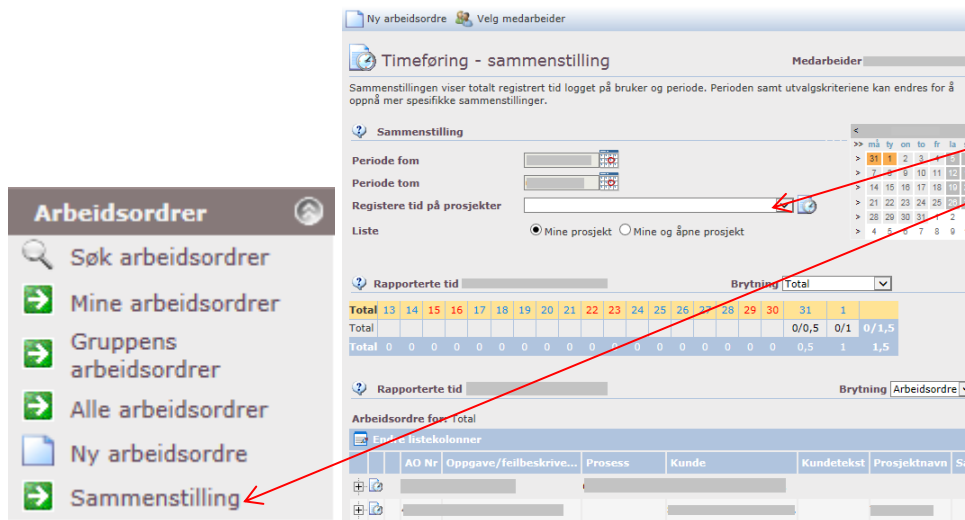 Arbeidsordrer
Søk arbeidsordrer
Mine arbeidsordrer
Gruppens
arbeidsordrer
Alle arbeidsordrer
Ny arbeidsordre
Sammenstilling
Ny arbeidsordre Velg medarbeider
Timeføring - sammenstilling Medarbeider
Sammenstillingen viser totalt registrert tid logget på bruker og periode. Perioden samt utvalgskriteriene kan endres for å
oppnå mer spesifikke sammenstillinger.
Sammenstilling
Periode fom
Periode tom
Registere tid på prosjekter
Liste Mine prosjekt Mine og åpne prosjekt
<
>> må ty on to fr la
> 31 1 2 3 4 5
> 7 8 9 10 11 12
> 14 15 16 17 18 19
> 21 22 23 24 25 26
> 28 29 30 31 1 2
> 4 5 6 7 8 9
Rapporterte tid Brytning Total
Total 13 14 15 16 17 18 19 20 21 22 23 24 25 26 27 28 29 30 31 1
Total 0/0,5 0/1 0/1,5
Total 0 0 0 0 0 0 0 0 0 0 0 0 0 0 0 0 0 0 0,5 1 1,5
Rapporterte tid Brytning Arbeidsordre
Arbeidsordre for: Total
Endre listekolonner
AO Nr Oppgave/feilbeskrive... Prosess Kunde Kundetekst Prosjektnavn